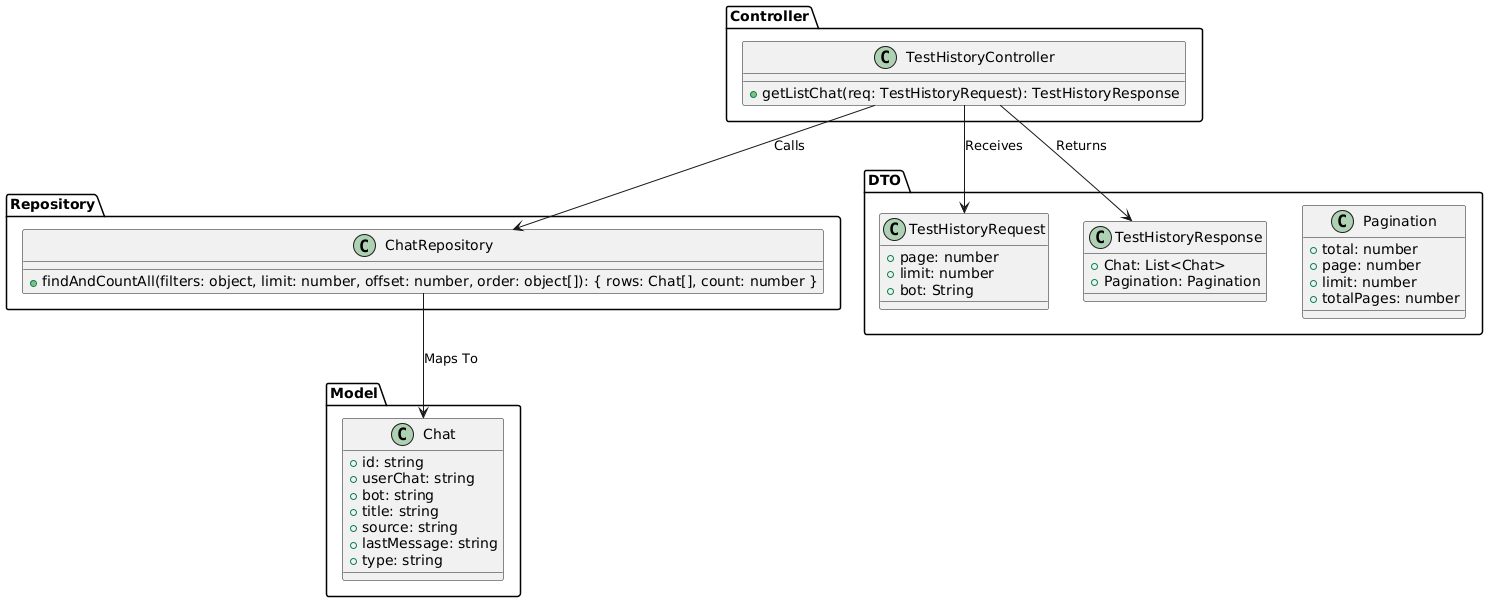 Controller
C TestHistoryController
getListChat(req: TestHistoryRequest): TestHistoryResponse
Calls
Receives
Returns
Repository
C ChatRepository
findAndCountAll(filters: object, limit: number, offset: number, order: object[]): { rows: Chat[], count: number }
DTO
C TestHistoryRequest
page: number
limit: number
bot: String
C TestHistoryResponse
Chat: List<Chat>
Pagination: Pagination
C Pagination
total: number
page: number
limit: number
totalPages: number
Maps To
Model
C Chat
id: string
userChat: string
bot: string
title: string
source: string
lastMessage: string
type: string